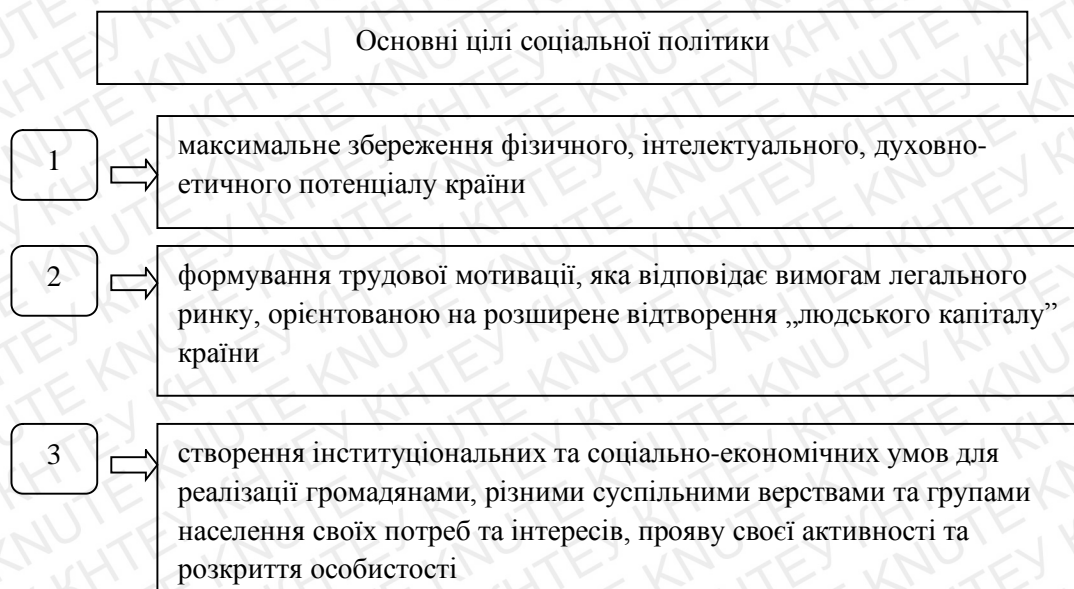 Основні цілі соціальної політики
1
максимальне збереження фізичного, інтелектуального, духовно-
етичного потенціалу країни
2
формування трудової мотивації, яка відповідає вимогам легального
ринку, орієнтованою на розширене відтворення „людського капіталу”
країни
3
створення інституціональних та соціально-економічних умов для
реалізації громадянами, різними суспільними верствами та групами
населення своїх потреб та інтересів, прояву своєї активності та
розкриття особистості